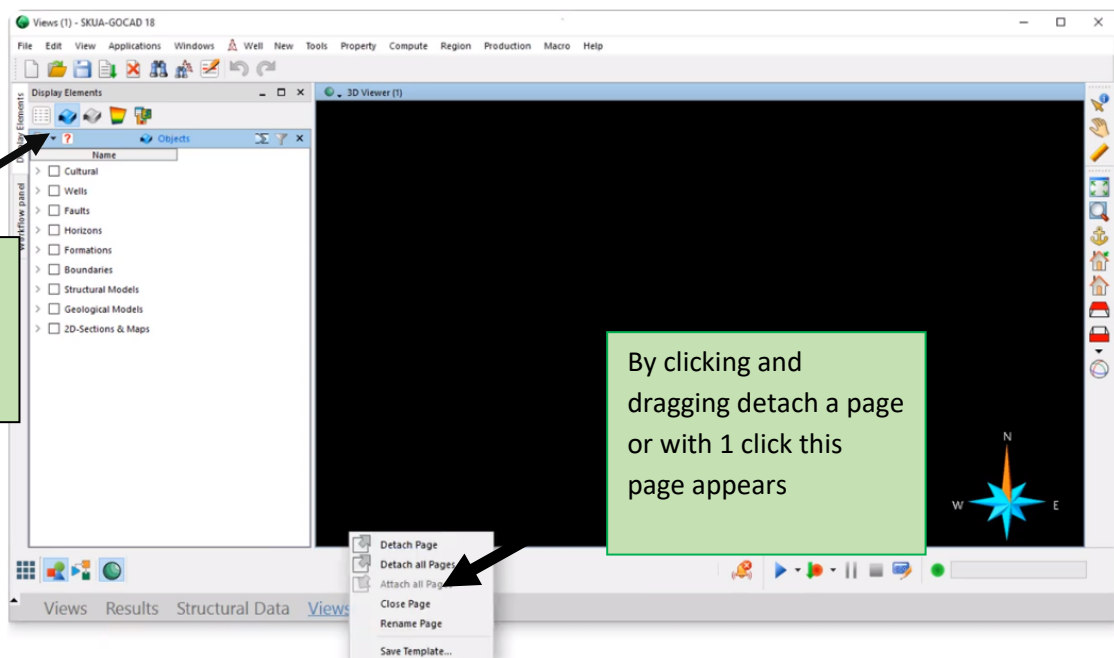 Views (1) - SKUA-GOCAD 18
File Edit View Applications Windows Well New Tools Property Compute Region Production Macro Help
Display Elements
3D Viewer (1)
Display Elements
Workflow panel
? Objects
Name
Cultural
Wells
Faults
Horizons
Formations
Boundaries
Structural Models
Geological Models
2D-Sections & Maps
By clicking and
dragging detach a page
or with 1 click this
page appears
N
W
E
Detach Page
Detach all Pages
Attach all Pages
Close Page
Rename Page
Save Template...
Views Results Structural Data Views